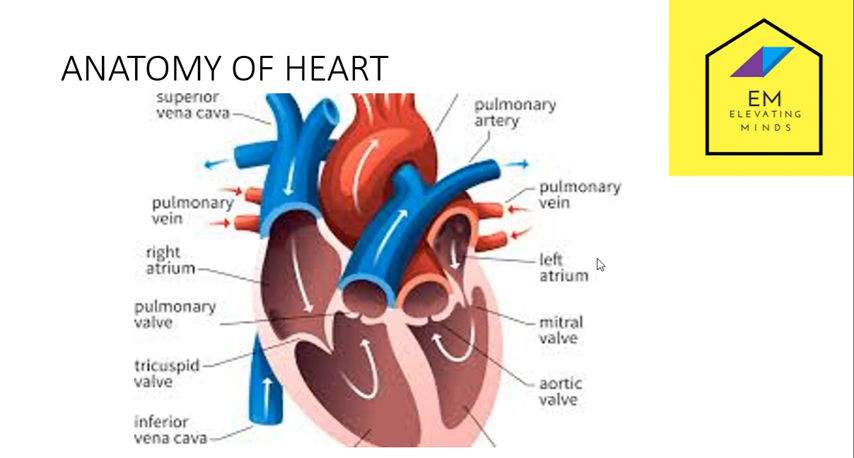 ANATOMY OF HEART
EM
ELEVATING
MINDS
superior
vena cava
pulmonary
artery
pulmonary
vein
pulmonary
vein
right
atrium
left
atrium
pulmonary
valve
mitral
valve
tricuspid
valve
aortic
valve
inferior
vena cava